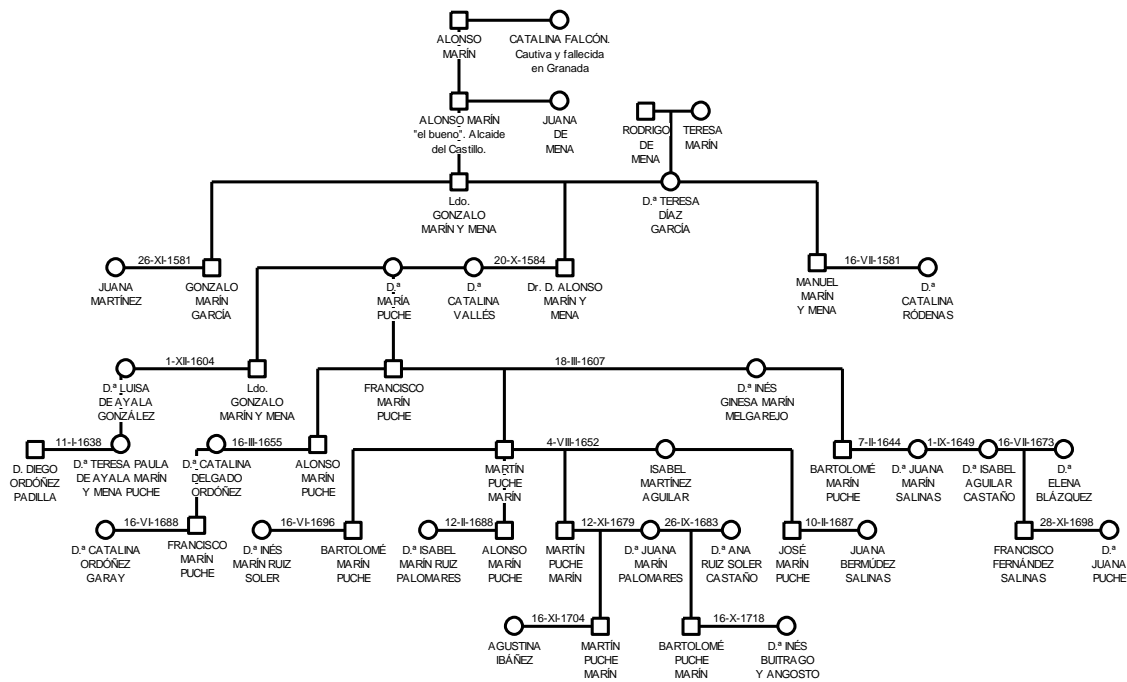 ALONSO
MARÍN
CATALINA FALCÓN.
Cautiva y fallecida
en Granada
ALONSO MARÍN
"el bueno". Alcaide
del Castillo.
JUANA
DE
MENA
RODRIGO
DE
MENA
TERESA
MARÍN
Ldo.
GONZALO
MARÍN Y MENA
D.ª TERESA
DÍAZ
GARCÍA
26-XI-1581
20-X-1584
16-VII-1581
JUANA
MARTÍNEZ
GONZALO
MARÍN
GARCÍA
D.ª
MARÍA
PUCHE
D.ª
CATALINA
VALLÉS
Dr. D. ALONSO
MARÍN Y
MENA
MANUEL
MARÍN
Y MENA
D.ª
CATALINA
RÓDENAS
1-XII-1604
18-III-1607
D.ª LUISA
DE AYALA
GONZÁLEZ
Ldo.
GONZALO
MARÍN Y MENA
FRANCISCO
MARÍN
PUCHE
D.ª INÉS
GINESA MARÍN
MELGAREJO
11-I-1638
16-III-1655
4-VIII-1652
7-II-1644
1-IX-1649
16-VII-1673
D. DIEGO
ORDÓÑEZ
PADILLA
D.ª TERESA PAULA
DE AYALA MARÍN
Y MENA PUCHE
D.ª CATALINA
DELGADO
ORDÓÑEZ
ALONSO
MARÍN
PUCHE
MARTÍN
PUCHE
MARÍN
ISABEL
MARTÍNEZ
AGUILAR
BARTOLOMÉ
MARÍN
PUCHE
D.ª JUANA
MARÍN
SALINAS
D.ª ISABEL
AGUILAR
CASTAÑO
D.ª
ELENA
BLÁZQUEZ
16-VI-1688
16-VI-1696
12-II-1688
12-XI-1679
26-IX-1683
10-II-1687
28-XI-1698
D.ª CATALINA
ORDÓÑEZ
GARAY
FRANCISCO
MARÍN
PUCHE
D.ª INÉS
MARÍN RUIZ
SOLER
BARTOLOMÉ
MARÍN
PUCHE
D.ª ISABEL
MARÍN RUIZ
PALOMARES
ALONSO
MARÍN
PUCHE
MARTÍN
PUCHE
MARÍN
D.ª JUANA
MARÍN
PALOMARES
D.ª ANA
RUIZ SOLER
CASTAÑO
JOSÉ
MARÍN
PUCHE
JUANA
BERMÚDEZ
SALINAS
FRANCISCO
FERNÁNDEZ
SALINAS
D.ª
JUANA
PUCHE
16-XI-1704
16-X-1718
AGUSTINA
IBÁÑEZ
MARTÍN
PUCHE
MARÍN
BARTOLOMÉ
PUCHE
MARÍN
D.ª INÉS
BUITRAGO
Y ANGOSTO